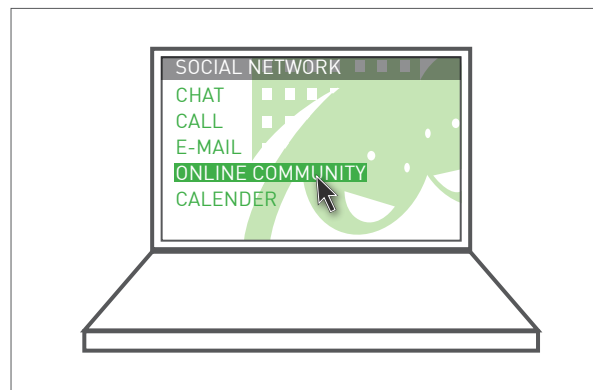 SOCIAL NETWORK
CHAT
CALL
E-MAIL
ONLINE COMMUNITY
CALENDER